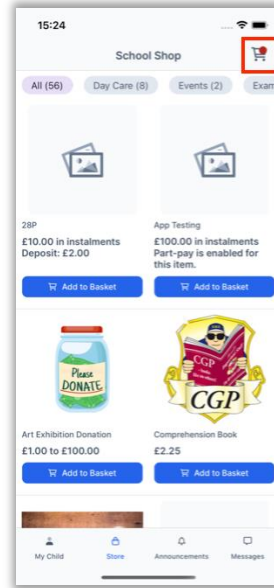 15:24
School Shop
All (56)
Day Care (8)
Events (2)
Exam
28P
£10.00 in instalments
Deposit: £2.00
Add to Basket
App Testing
£100.00 in instalments
Part-pay is enabled for
this item.
Add to Basket
Please
DONATE
Art Exhibition Donation
£1.00 to £100.00
Add to Basket
CGP
CGP
Comprehension Book
£2.25
Add to Basket
My Child
Store
Announcements
Messages